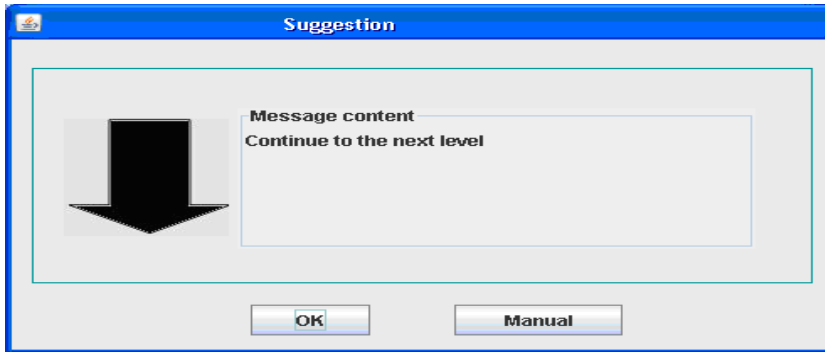 Suggestion
Message content
Continue to the next level
OK
Manual